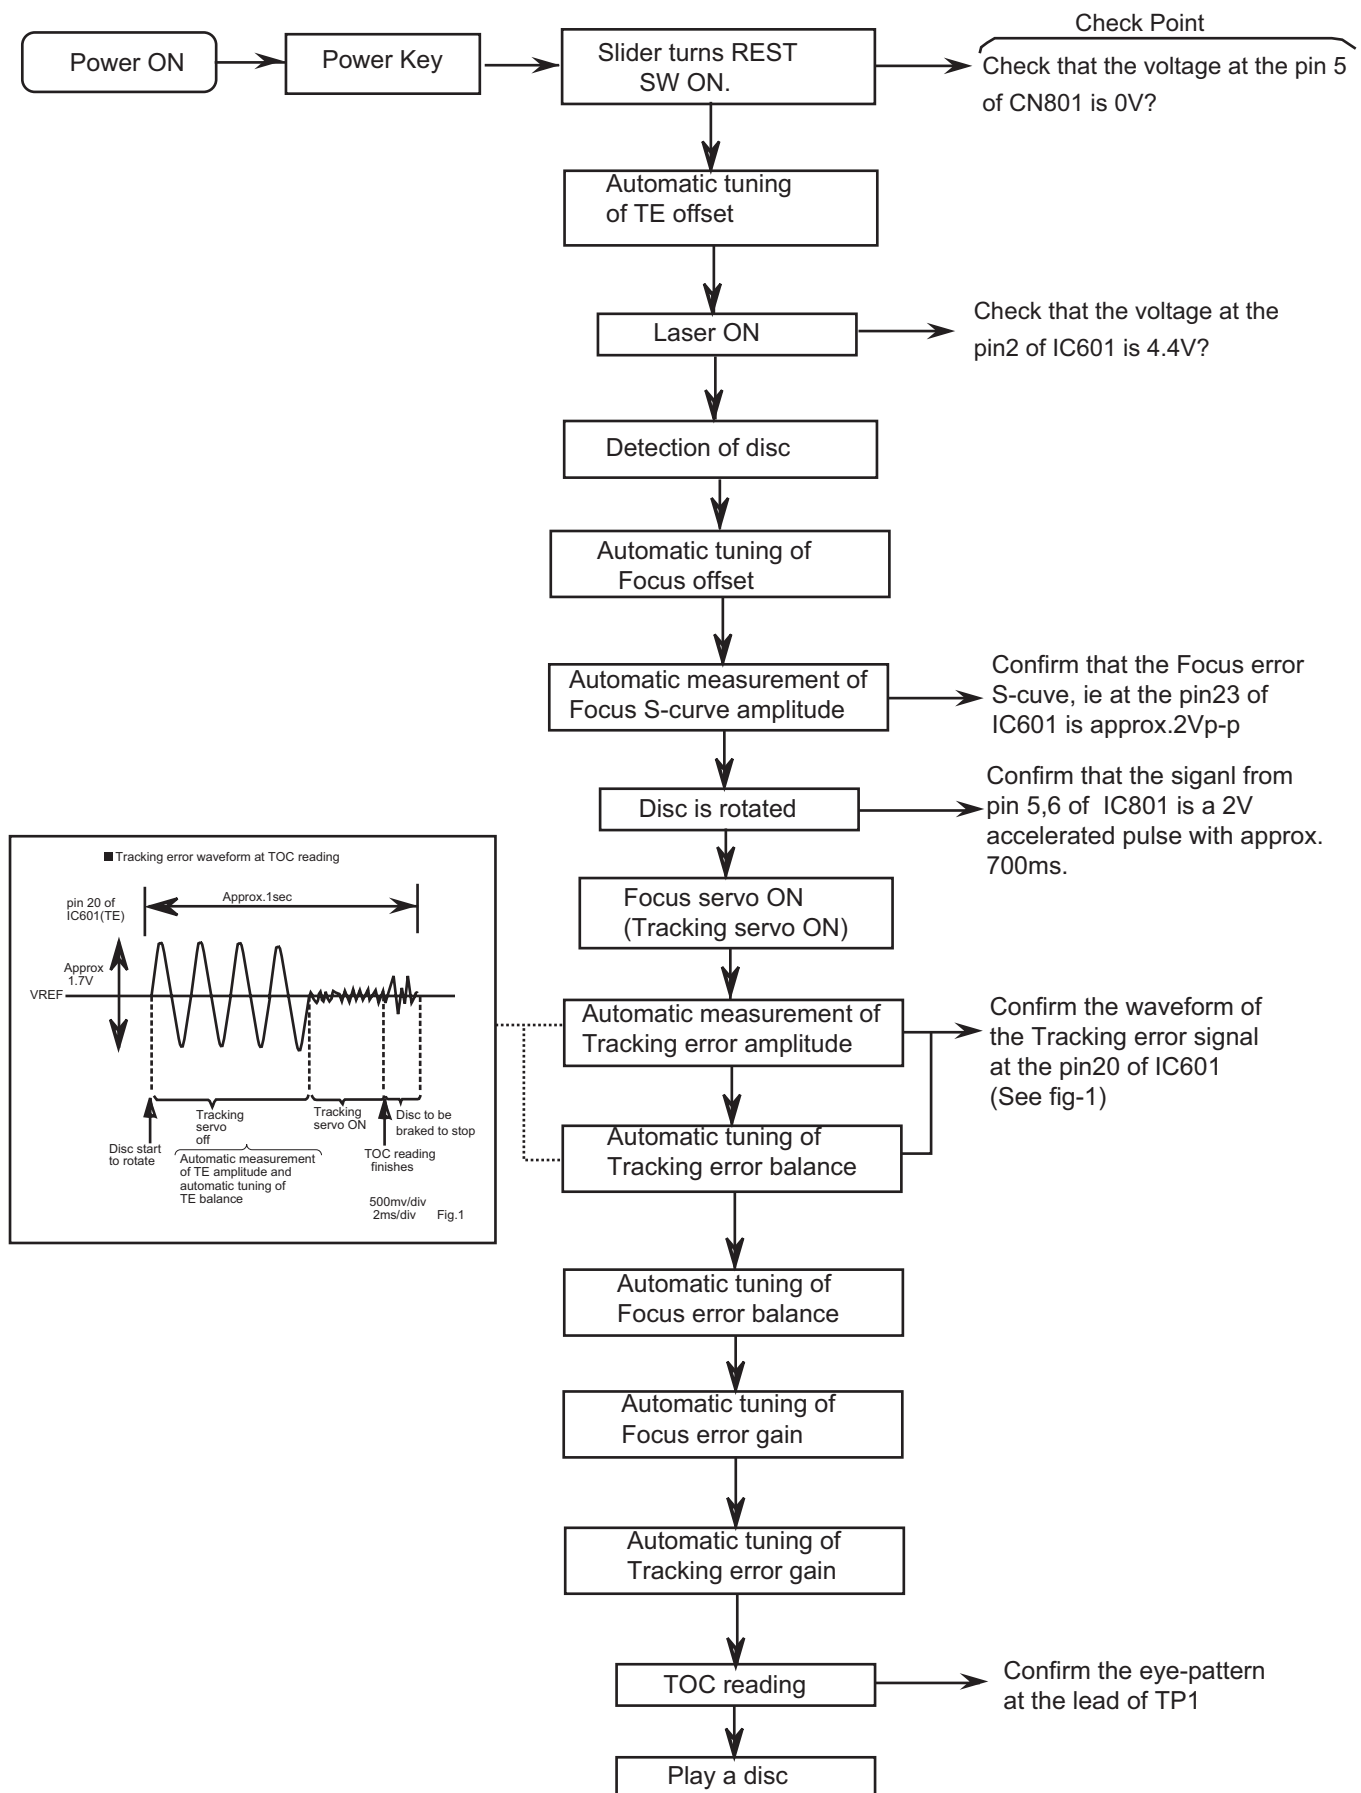 Check Point
Power ON
Power Key
Slider turns REST
SW ON.
Check that the voltage at the pin 5
of CN801 is 0V?
Automatic tuning
of TE offset
Laser ON
Check that the voltage at the
pin2 of IC601 is 4.4V?
Detection of disc
Automatic tuning of
Focus offset
Automatic measurement of
Focus S-curve amplitude
Confirm that the Focus error
S-cuve, ie at the pin23 of
IC601 is approx.2Vp-p
Disc is rotated
Confirm that the siganl from
pin 5,6 of IC801 is a 2V
accelerated pulse with approx.
700ms.
Focus servo ON
(Tracking servo ON)
■ Tracking error waveform at TOC reading
pin 20 of
IC601(TE)
Approx.1sec
Approx
1.7V
VREF
Disc start
to rotate
Tracking
servo
off
Tracking
servo ON
Disc to be
braked to stop
Automatic measurement
of TE amplitude and
automatic tuning of
TE balance
TOC reading
finishes
500mv/div
2ms/div Fig.1
Automatic measurement of
Tracking error amplitude
Confirm the waveform of
the Tracking error signal
at the pin20 of IC601
(See fig-1)
Automatic tuning of
Tracking error balance
Automatic tuning of
Focus error balance
Automatic tuning of
Focus error gain
Automatic tuning of
Tracking error gain
TOC reading
Confirm the eye-pattern
at the lead of TP1
Play a disc